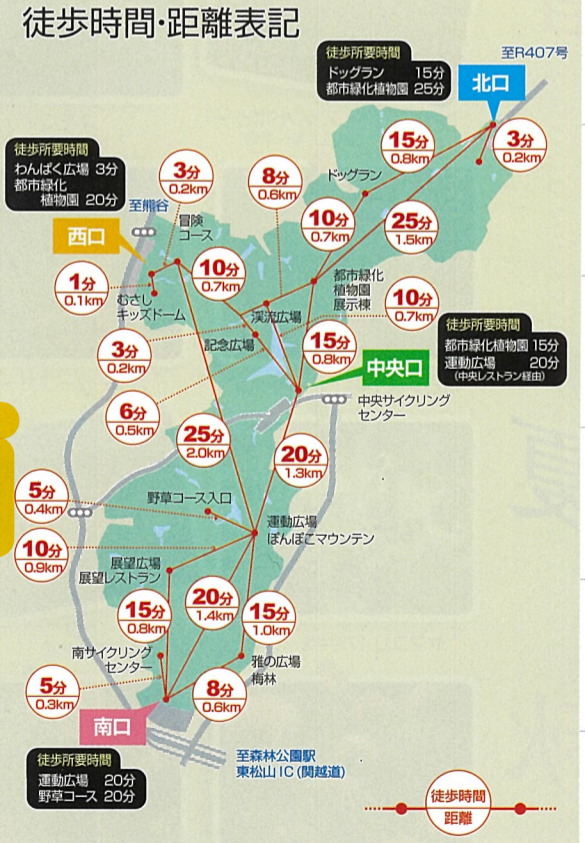 徒歩時間・距離表記
至R407号
徒歩所要時間
ドッグラン 15分
都市緑化植物園 25分
北口
15分
0.8km
3分
0.2km
徒歩所要時間
わんぱく広場 3分
都市緑化
植物園 20分
3分
0.2km
8分
0.6km
ドッグラン
至熊谷
冒険
コース
西口
10分
0.7km
25分
1.5km
10分
0.7km
1分
0.1km
むさし
キッズドーム
都市緑化
植物園
展示棟
10分
0.7km
渓流広場
記念広場
3分
0.2km
15分
0.8km
徒歩所要時間
都市緑化植物園 15分
運動広場 20分
(中央レストラン経由)
中央口
中央サイクリング
センター
6分
0.5km
25分
2.0km
20分
1.3km
5分
0.4km
野草コース入口
運動広場
ぽんぽこマウンテン
10分
0.9km
展望広場
展望レストラン
15分
0.8km
20分
1.4km
15分
1.0km
南サイクリング
センター
雅の広場
梅林
5分
0.3km
8分
0.6km
南口
徒歩所要時間
運動広場 20分
野草コース 20分
至森林公園駅
東松山IC(関越道)
徒歩時間
距離